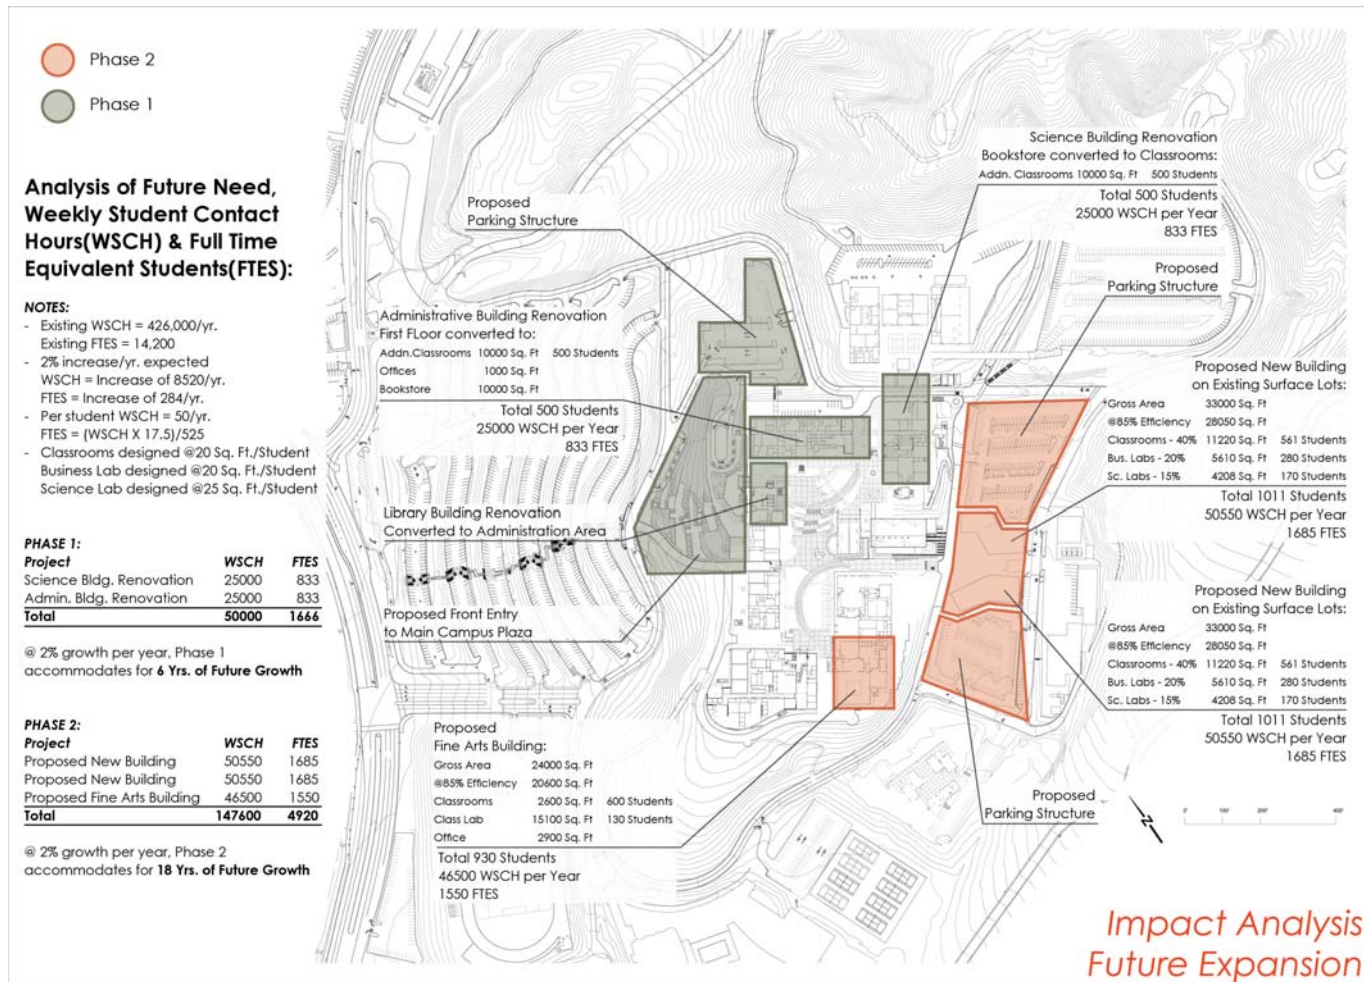 Phase 2
Phase 1
Analysis of Future Need,
Weekly Student Contact
Hours(WSCH) & Full Time
Equivalent Students(FTES):
NOTES:
- Existing WSCH = 426,000/yr.
Existing FTES = 14,200
- 2% increase/yr. expected
WSCH = Increase of 8520/yr.
FTES = Increase of 284/yr.
- Per student WSCH = 50/yr.
FTES = (WSCH X 17.5)/525
- Classrooms designed @20 Sq. Ft./Student
Business Lab designed @20 Sq. Ft./Student
Science Lab designed @25 Sq. Ft./Student
PHASE 1:
Project WSCH FTES
Science Bldg. Renovation 25000 833
Admin. Bldg. Renovation 25000 833
Total 50000 1666
@ 2% growth per year, Phase 1
accommodates for 6 Yrs. of Future Growth
PHASE 2:
Project WSCH FTES
Proposed New Building 50550 1685
Proposed New Building 50550 1685
Proposed Fine Arts Building 46500 1550
Total 147600 4920
@ 2% growth per year, Phase 2
accommodates for 18 Yrs. of Future Growth
Proposed
Parking Structure
Administrative Building Renovation
First FLoor converted to:
Addn.Classrooms 10000 Sq. Ft 500 Students
Offices 1000 Sq. Ft
Bookstore 10000 Sq. Ft
Total 500 Students
25000 WSCH per Year
833 FTES
Library Building Renovation
Converted to Administration Area
Proposed Front Entry
to Main Campus Plaza
Proposed
Fine Arts Building:
Gross Area 24000 Sq. Ft
@85% Efficiency 20600 Sq. Ft
Classrooms 2600 Sq. Ft 600 Students
Class Lab 15100 Sq. Ft 130 Students
Office 2900 Sq. Ft
Total 930 Students
46500 WSCH per Year
1550 FTES
Science Building Renovation
Bookstore converted to Classrooms:
Addn. Classrooms 10000 Sq. Ft 500 Students
Total 500 Students
25000 WSCH per Year
833 FTES
Proposed
Parking Structure
Proposed New Building
on Existing Surface Lots:
Gross Area 33000 Sq. Ft
@85% Efficiency 28050 Sq. Ft
Classrooms - 40% 11220 Sq. Ft 561 Students
Bus. Labs - 20% 5610 Sq. Ft 280 Students
Sc. Labs - 15% 4208 Sq. Ft 170 Students
Total 1011 Students
50550 WSCH per Year
1685 FTES
Proposed New Building
on Existing Surface Lots:
Gross Area 33000 Sq. Ft
@85% Efficiency 28050 Sq. Ft
Classrooms - 40% 11220 Sq. Ft 561 Students
Bus. Labs - 20% 5610 Sq. Ft 280 Students
Sc. Labs - 15% 4208 Sq. Ft 170 Students
Total 1011 Students
50550 WSCH per Year
1685 FTES
Proposed
Parking Structure
0' 100' 200' 400'
Impact Analysis
Future Expansion